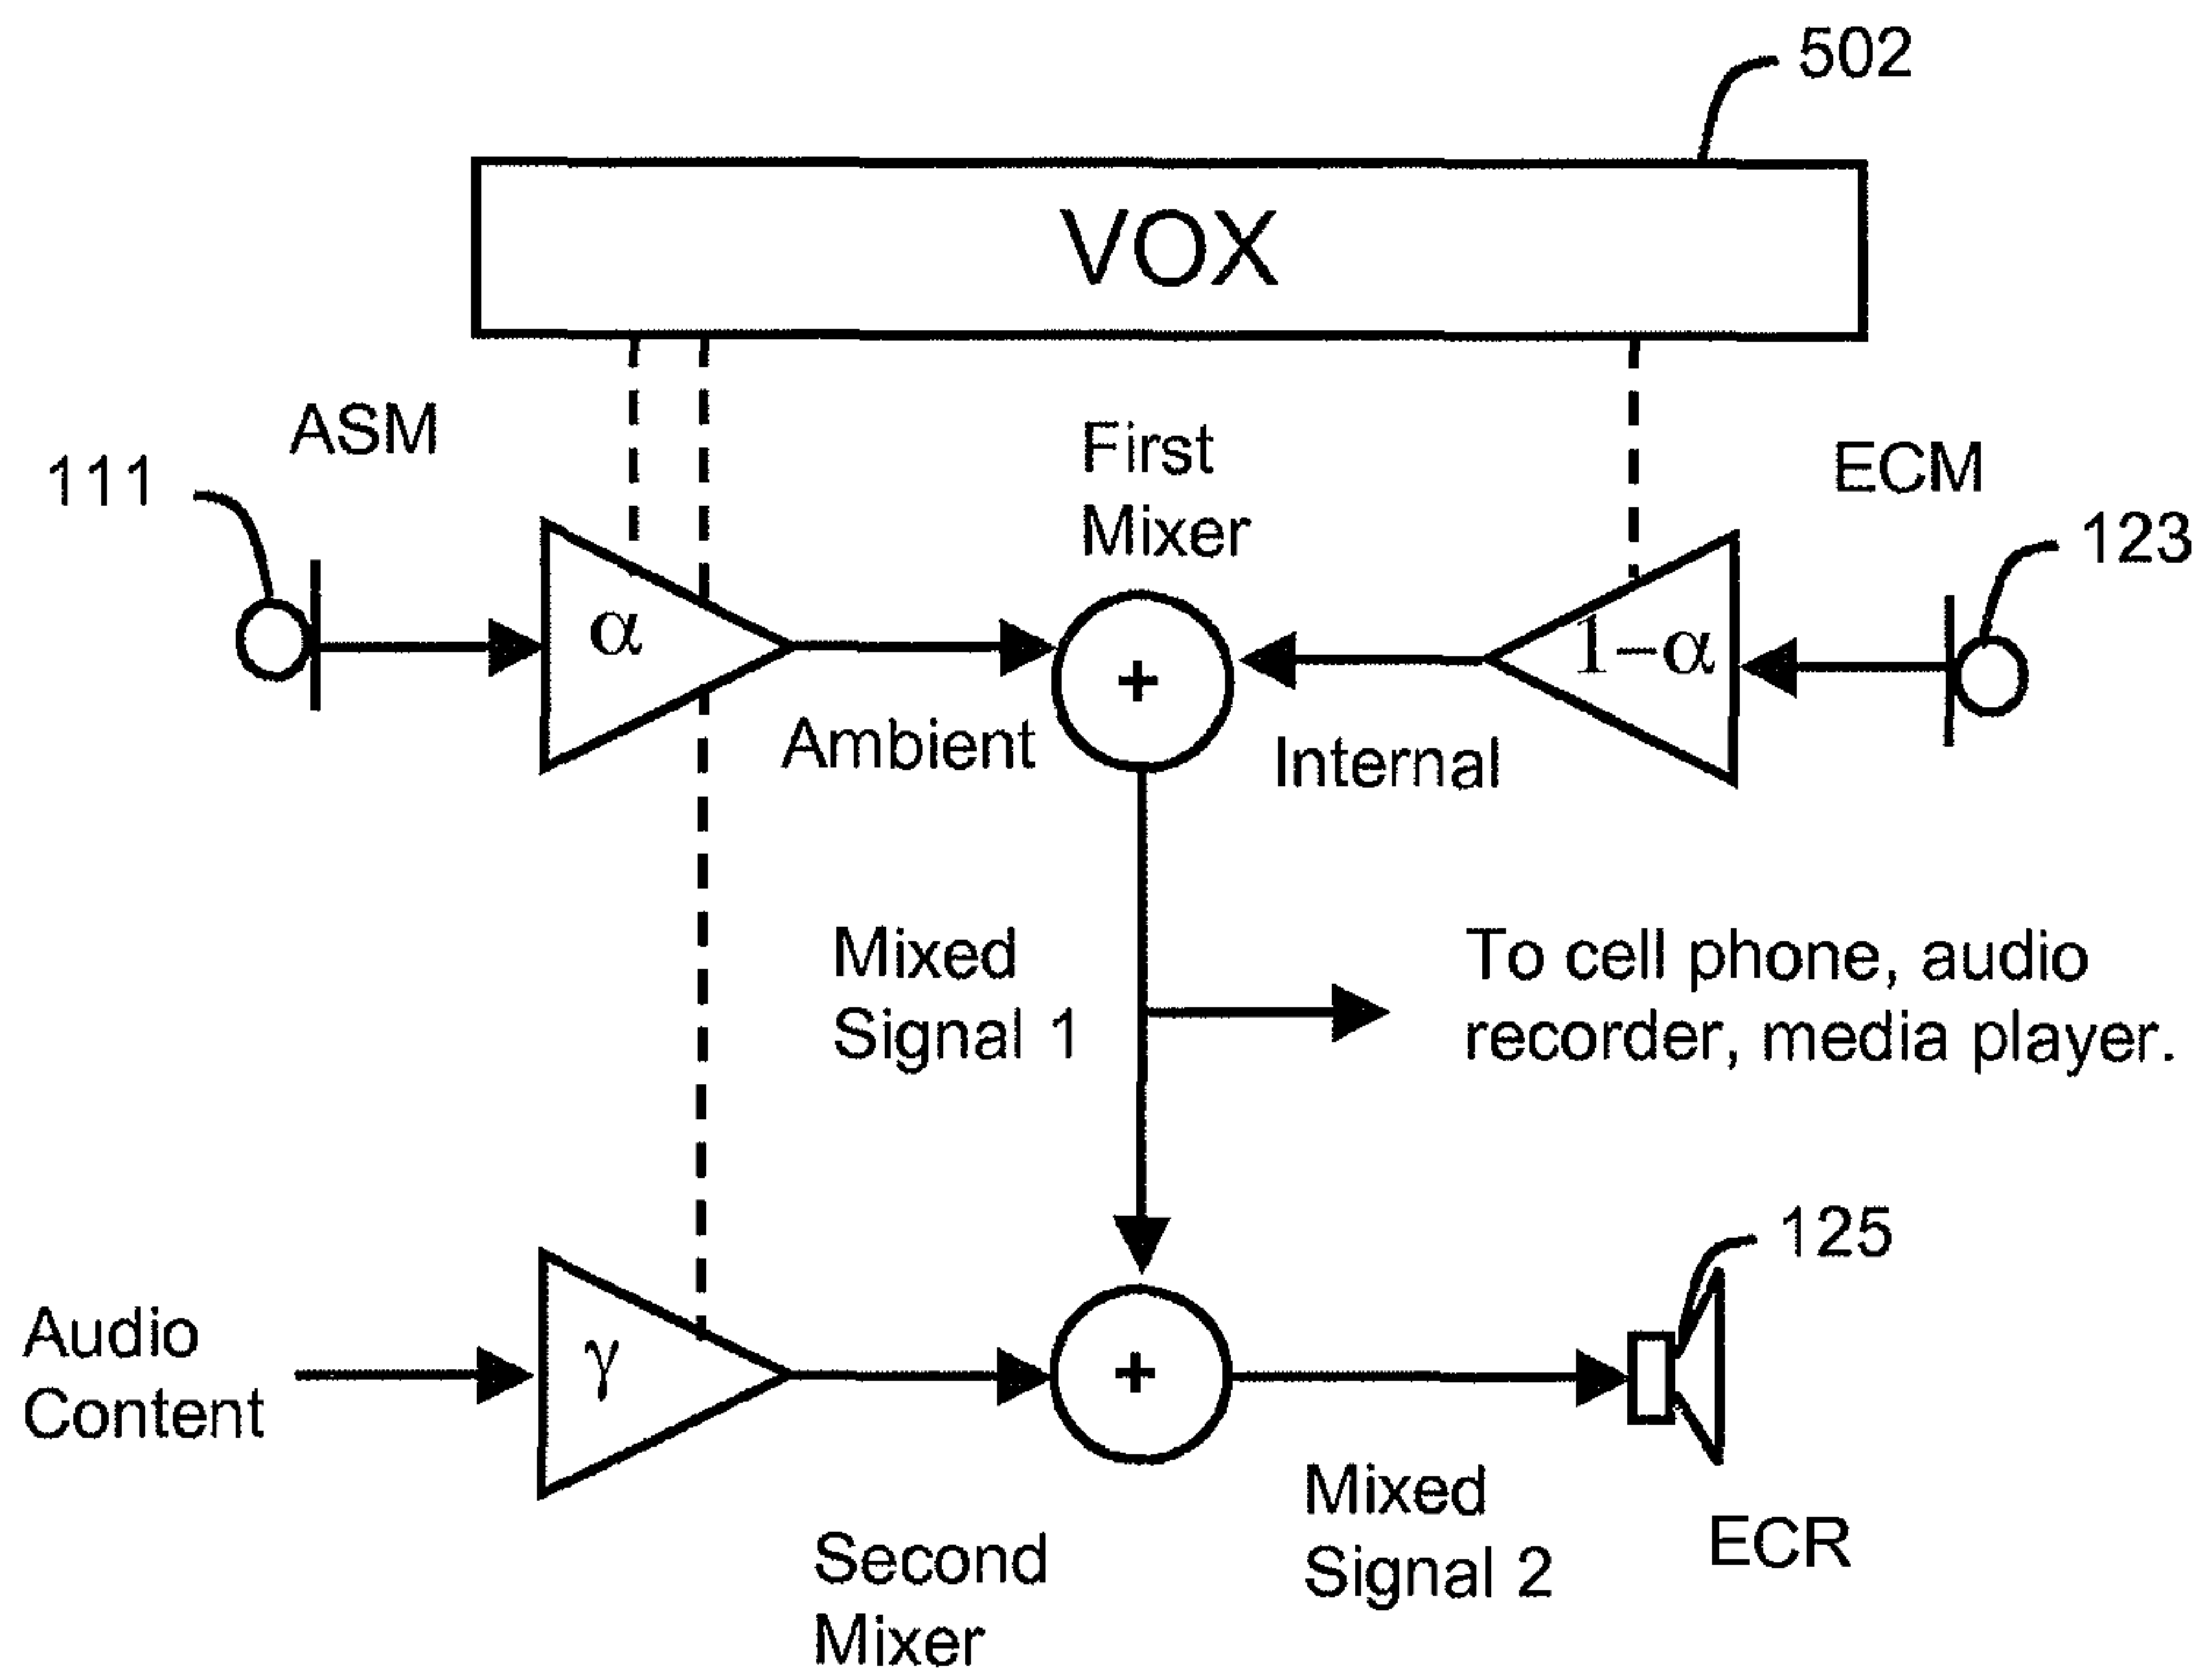 502
VOX
ASM
First
Mixer
ECM
111
123
α
+
1–α
Ambient
Internal
Mixed
Signal 1
To cell phone, audio
recorder, media player.
125
Audio
Content
γ
+
Mixed
Signal 2
ECR
Second
Mixer